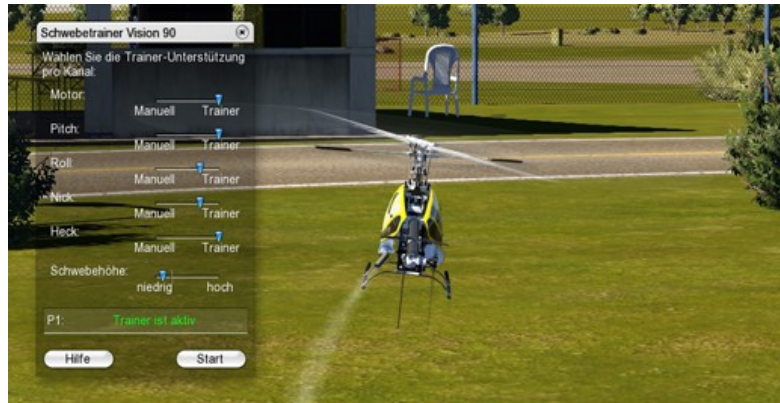 Schwebetrainer Vision 90
Wählen Sie die Trainer-Unterstützung
pro Kanal:
Motor:
Manuell Trainer
Pitch:
Manuell Trainer
Roll:
Manuell Trainer
Nick:
Manuell Trainer
Heck:
Manuell Trainer
Schwebehöhe:
niedrig hoch
P1: Trainer ist aktiv
Hilfe Start